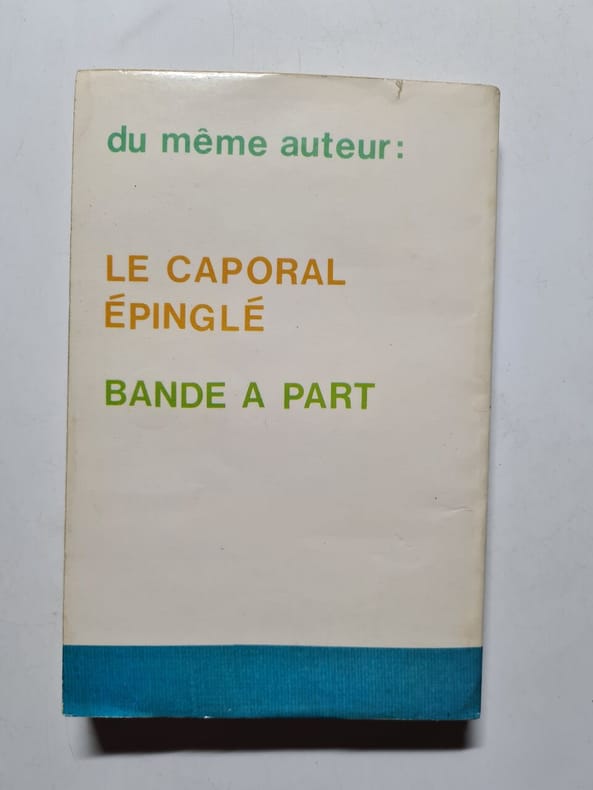 du même auteur:
LE CAPORAL
ÉPINGLÉ
BANDE A PART